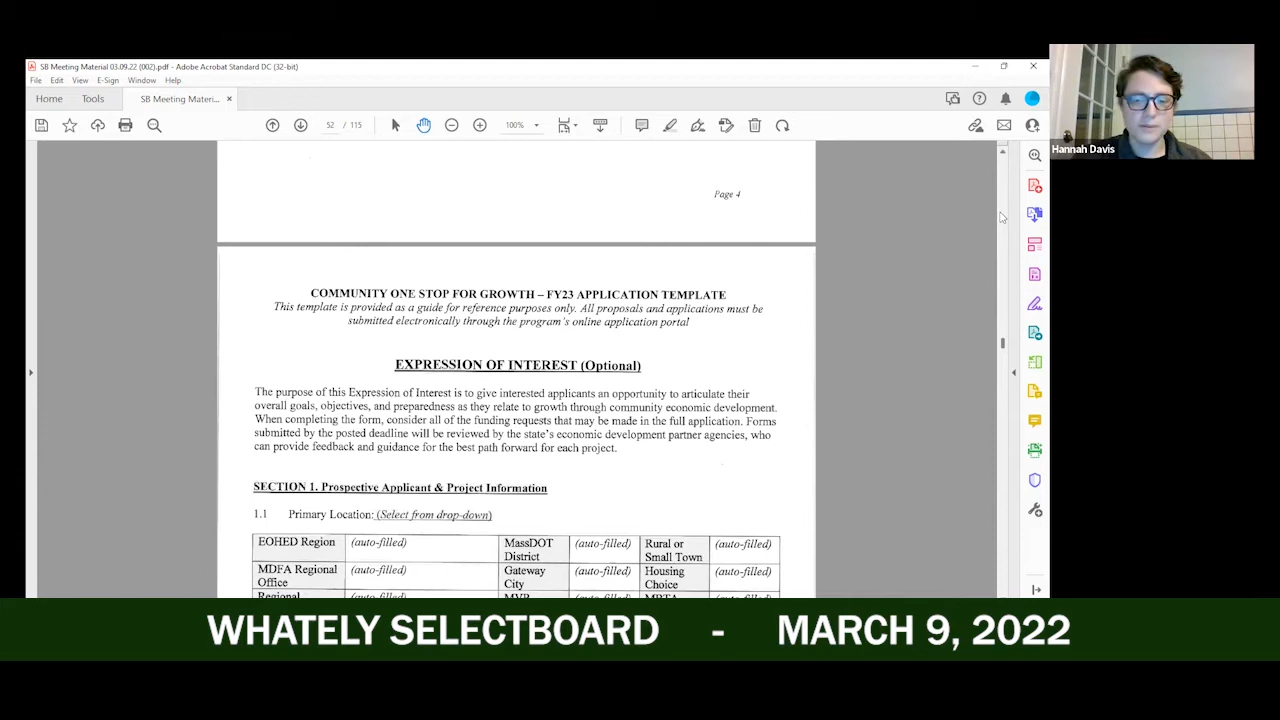 SB Meeting Material 03.09.22 (002).pdf - Adobe Acrobat Standard DC (32-bit)
File Edit View E-Sign Window Help
Home Tools SB Meeting Materi... ×
52 / 115 100%
Hannah Davis
Page 4
COMMUNITY ONE STOP FOR GROWTH – FY23 APPLICATION TEMPLATE
This template is provided as a guide for reference purposes only. All proposals and applications must be
submitted electronically through the program's online application portal
EXPRESSION OF INTEREST (Optional)
The purpose of this Expression of Interest is to give interested applicants an opportunity to articulate their
overall goals, objectives, and preparedness as they relate to growth through community economic development.
When completing the form, consider all of the funding requests that may be made in the full application. Forms
submitted by the posted deadline will be reviewed by the state's economic development partner agencies, who
can provide feedback and guidance for the best path forward for each project.
SECTION 1. Prospective Applicant & Project Information
1.1 Primary Location: (Select from drop-down)
EOHED Region (auto-filled) MassDOT District (auto-filled) Rural or Small Town (auto-filled)
MDFA Regional Office (auto-filled) Gateway City (auto-filled) Housing Choice (auto-filled)
Regional (auto-filled) MVP (auto-filled) MBTA (auto-filled)
WHATELY SELECTBOARD - MARCH 9, 2022